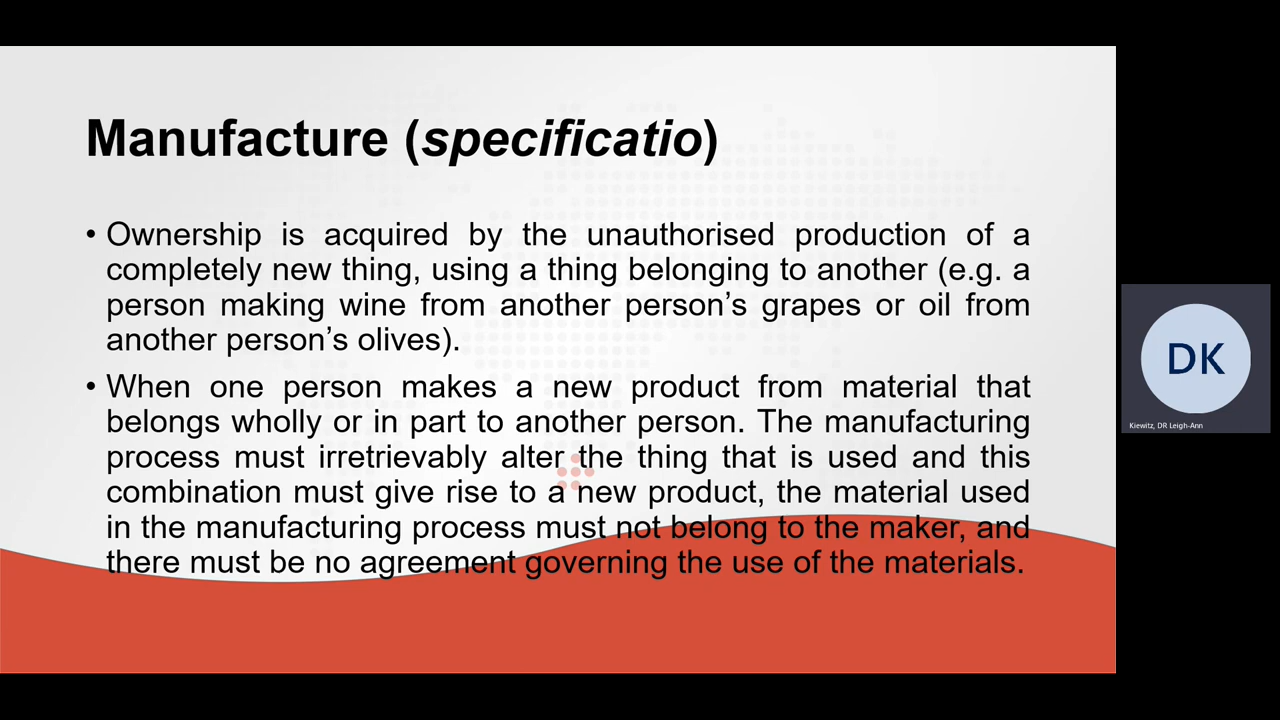 Manufacture (specificatio)
• Ownership is acquired by the unauthorised production of a
completely new thing, using a thing belonging to another (e.g. a
person making wine from another person’s grapes or oil from
another person’s olives).
• When one person makes a new product from material that
belongs wholly or in part to another person. The manufacturing
process must irretrievably alter the thing that is used and this
combination must give rise to a new product, the material used
in the manufacturing process must not belong to the maker, and
there must be no agreement governing the use of the materials.
DK
Kiewitz, DR Leigh-Ann